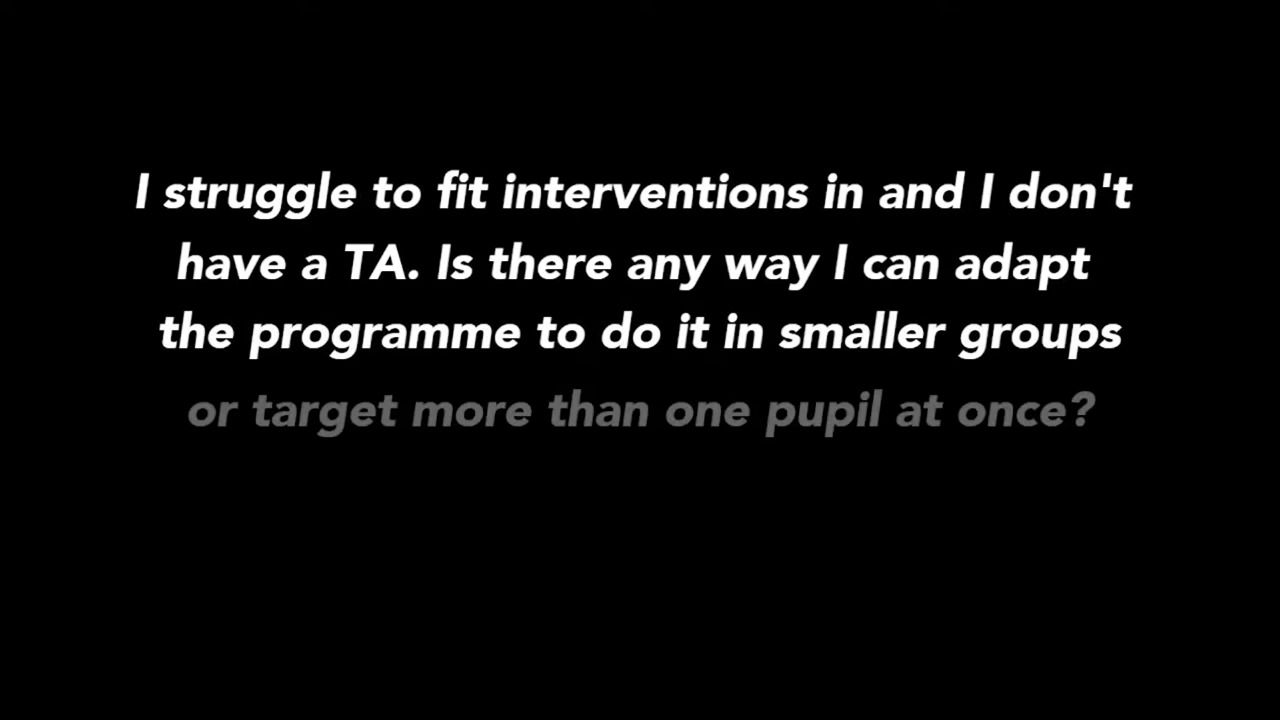 I struggle to fit interventions in and I don't
have a TA. Is there any way I can adapt
the programme to do it in smaller groups
or target more than one pupil at once?